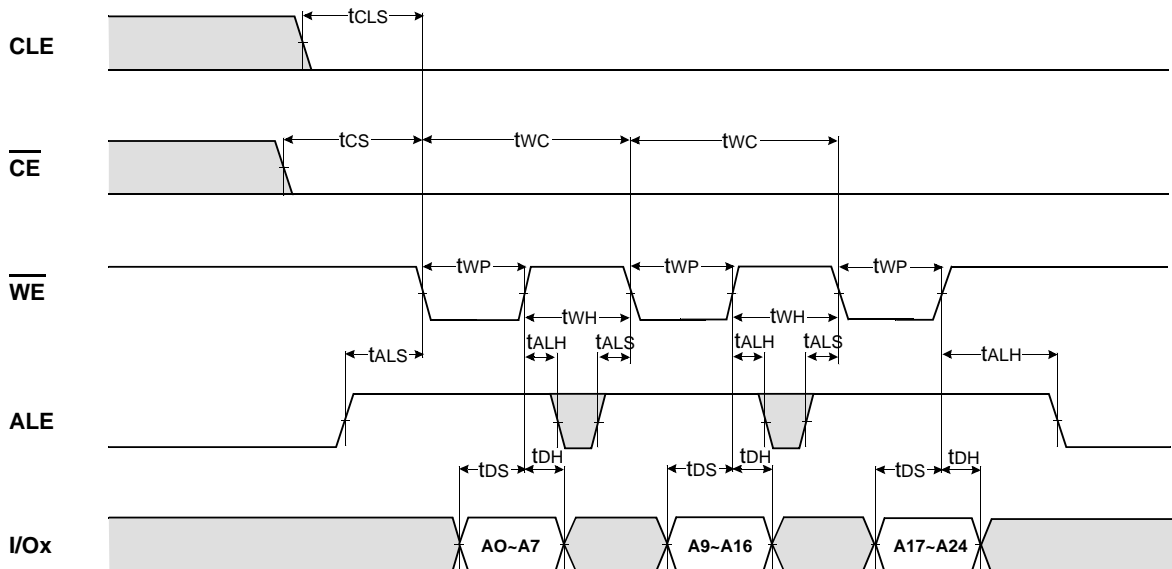 tCLS
CLE
tCS tWC tWC
CE
tWP tWP tWP
WE
tWH tWH
tALS tALH tALS tALH tALS tALH
ALE
tDS tDH tDS tDH tDS tDH
I/Ox AO~A7 A9~A16 A17~A24